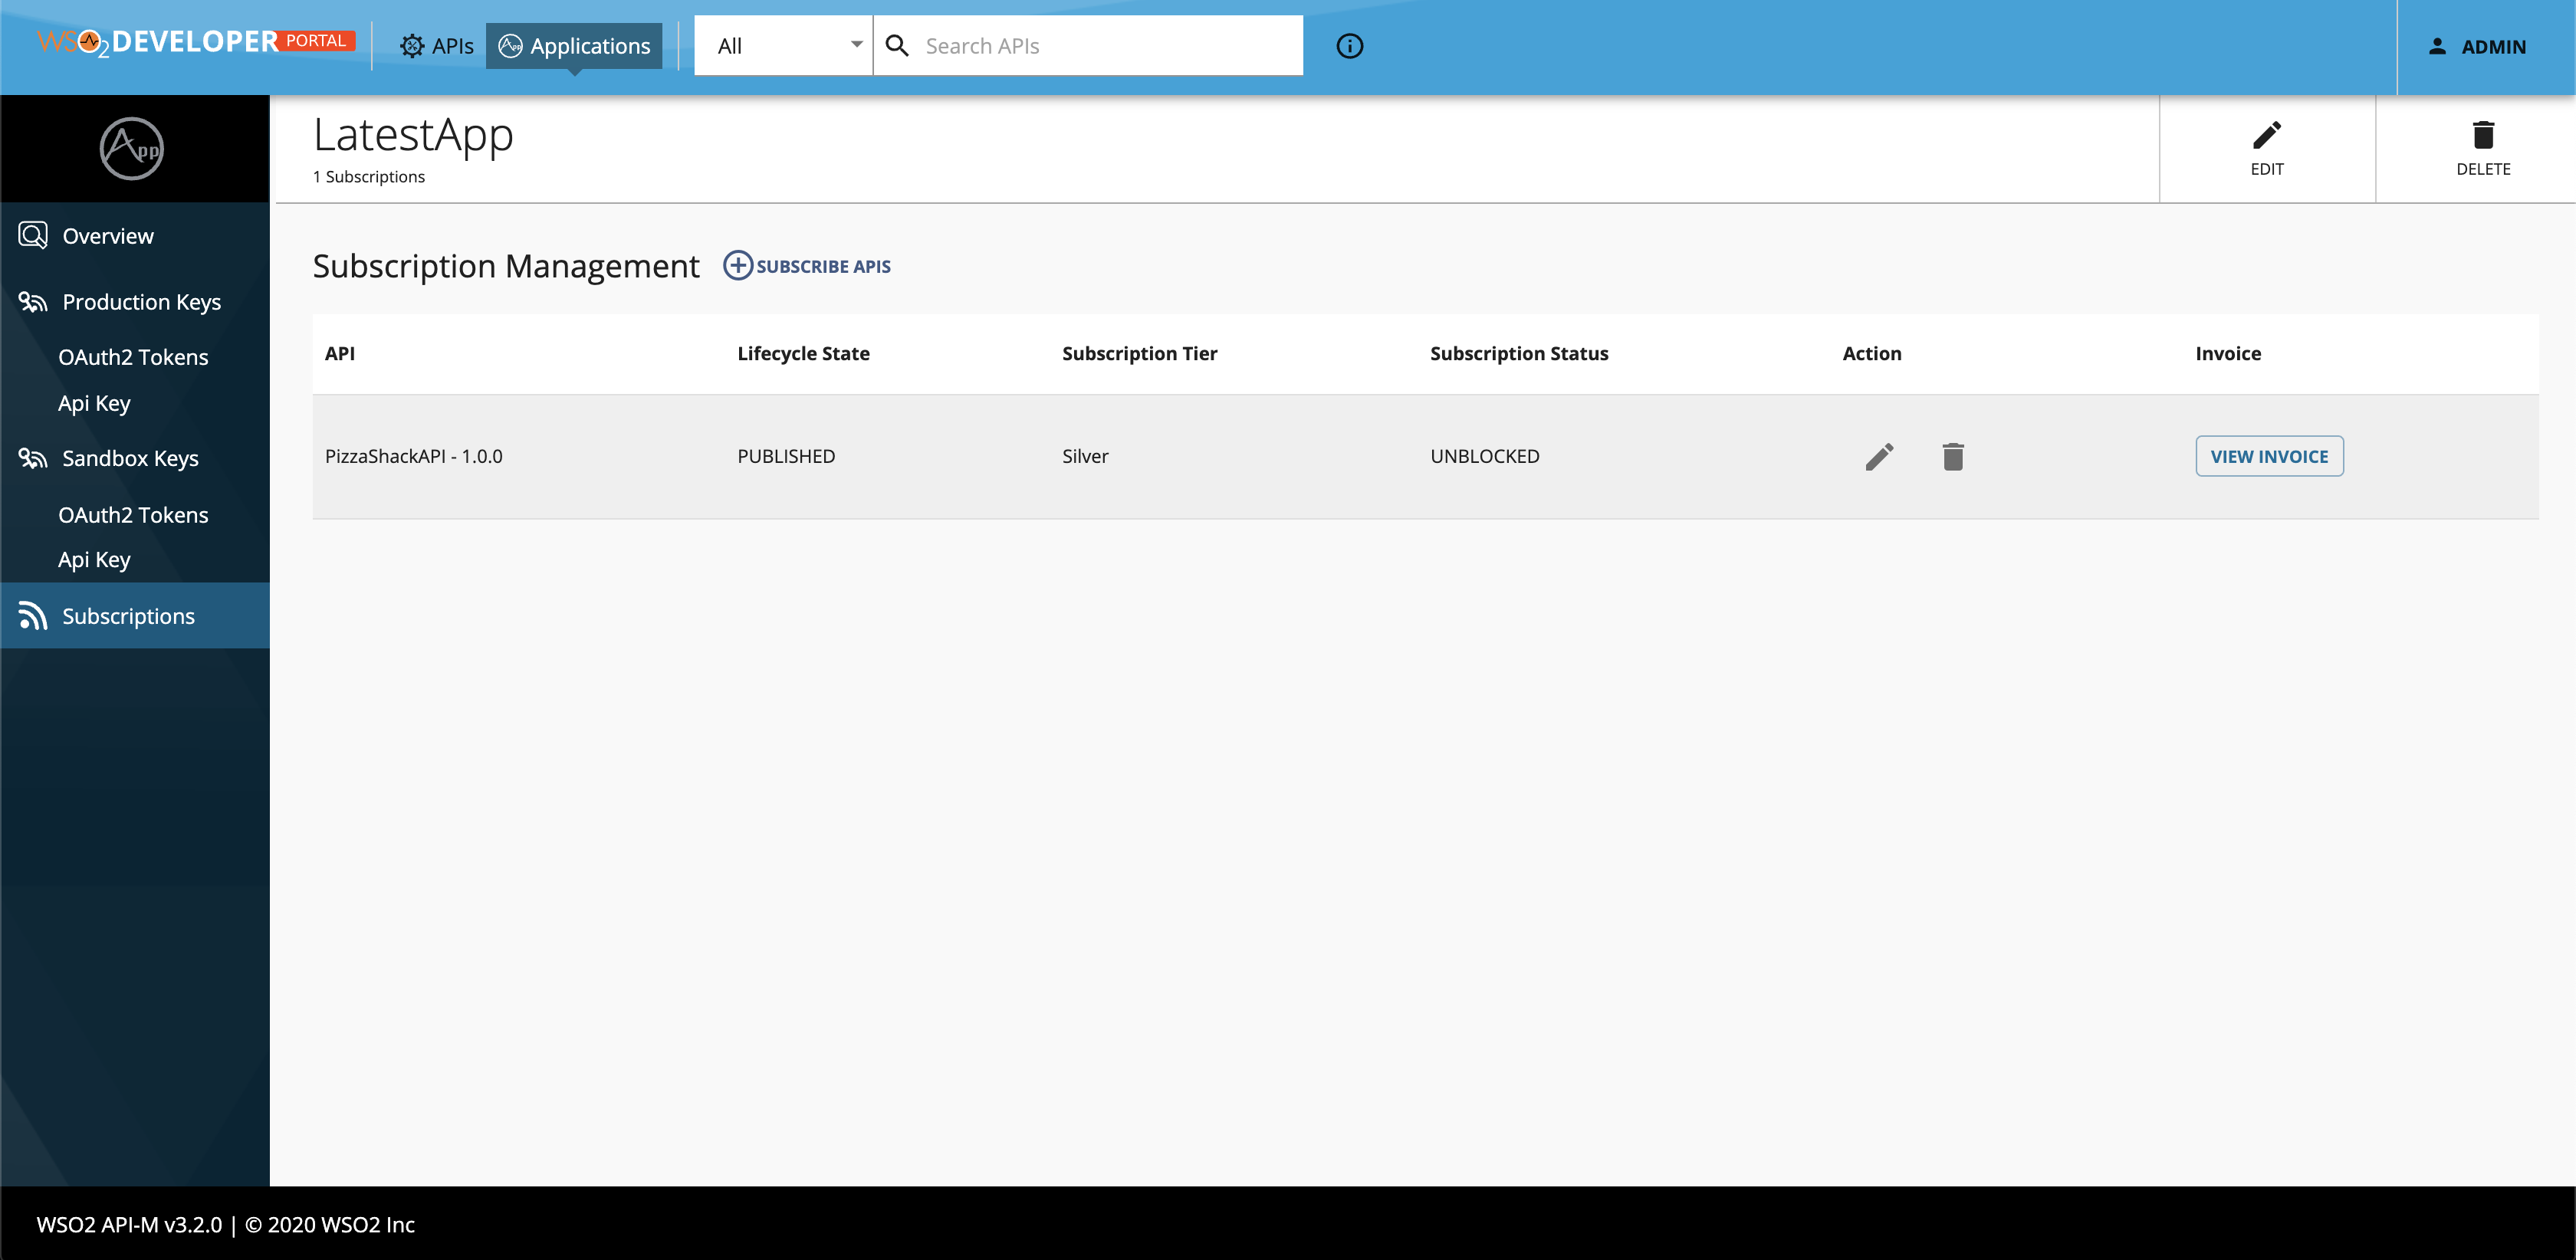 WSO2 DEVELOPER PORTAL
APIs
Applications
All
Search APIs
ADMIN
App
LatestApp
1 Subscriptions
EDIT
DELETE
Overview
Production Keys
OAuth2 Tokens
Api Key
Sandbox Keys
OAuth2 Tokens
Api Key
Subscriptions
Subscription Management
SUBSCRIBE APIS
API Lifecycle State Subscription Tier Subscription Status Action Invoice
PizzaShackAPI - 1.0.0 PUBLISHED Silver UNBLOCKED VIEW INVOICE
WSO2 API-M v3.2.0 | © 2020 WSO2 Inc